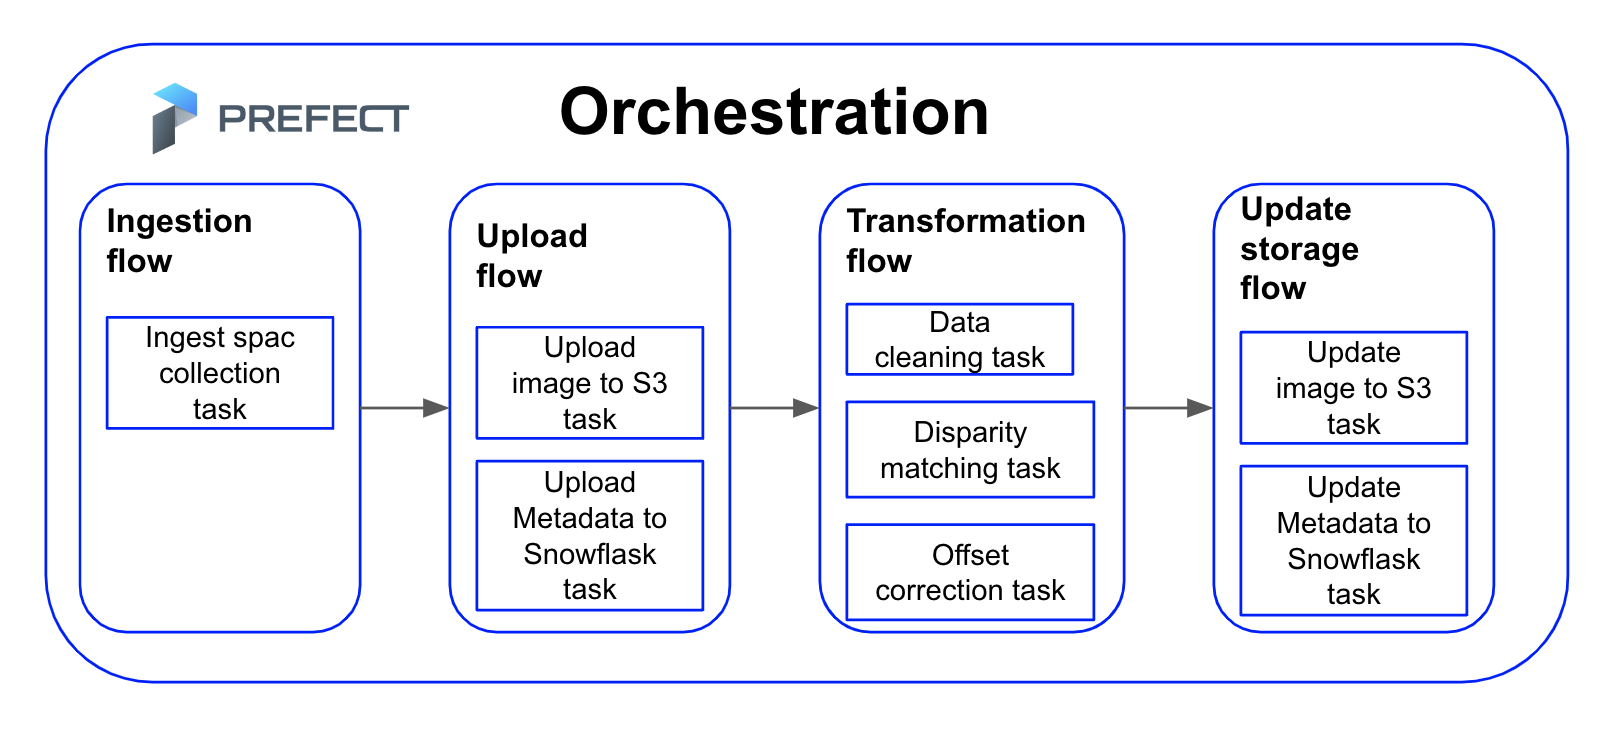 PREFECT
Orchestration
Ingestion
flow
Ingest spac
collection
task
Upload
flow
Upload
image to S3
task
Upload
Metadata to
Snowflask
task
Transformation
flow
Data
cleaning task
Disparity
matching task
Offset
correction task
Update
storage
flow
Update
image to S3
task
Update
Metadata to
Snowflask
task